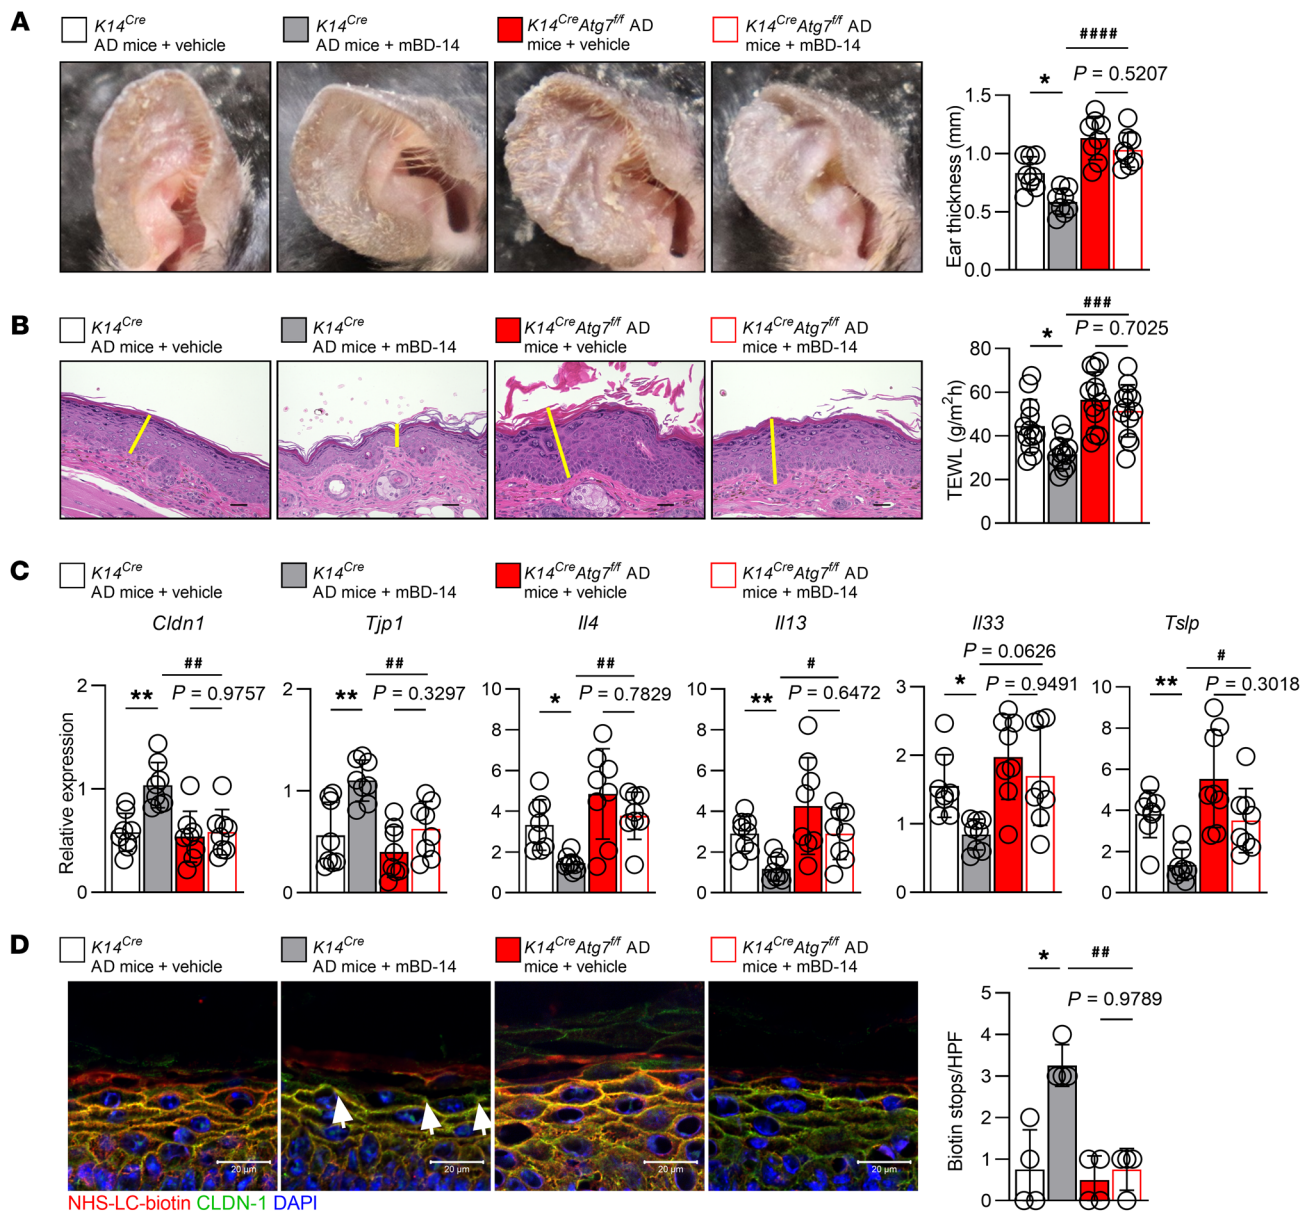 A
K14Cre
AD mice + vehicle
K14Cre
AD mice + mBD-14
K14CreAtg7f/f AD
mice + vehicle
K14CreAtg7f/f AD
mice + mBD-14
####
P = 0.5207
*
1.5
1.0
0.5
0.0
Ear thickness (mm)
B
K14Cre
AD mice + vehicle
K14Cre
AD mice + mBD-14
K14CreAtg7f/f AD
mice + vehicle
K14CreAtg7f/f AD
mice + mBD-14
###
P = 0.7025
*
80
60
40
20
0
TEWL (g/m2h)
C
K14Cre
AD mice + vehicle
K14Cre
AD mice + mBD-14
K14CreAtg7f/f AD
mice + vehicle
K14CreAtg7f/f AD
mice + mBD-14
Cldn1
##
**
P = 0.9757
2
1
0
Relative expression
Tjp1
##
**
P = 0.3297
2
1
0
Il4
##
*
P = 0.7829
10
8
6
4
2
0
Il13
#
**
P = 0.6472
10
8
6
4
2
0
Il33
P = 0.0626
*
P = 0.9491
3
2
1
0
Tslp
#
**
P = 0.3018
10
8
6
4
2
0
D
K14Cre
AD mice + vehicle
K14Cre
AD mice + mBD-14
K14CreAtg7f/f AD
mice + vehicle
K14CreAtg7f/f AD
mice + mBD-14
20 µm
20 µm
20 µm
20 µm
NHS-LC-biotin CLDN-1 DAPI
##
*
P = 0.9789
5
4
3
2
1
0
Biotin stops/HPF